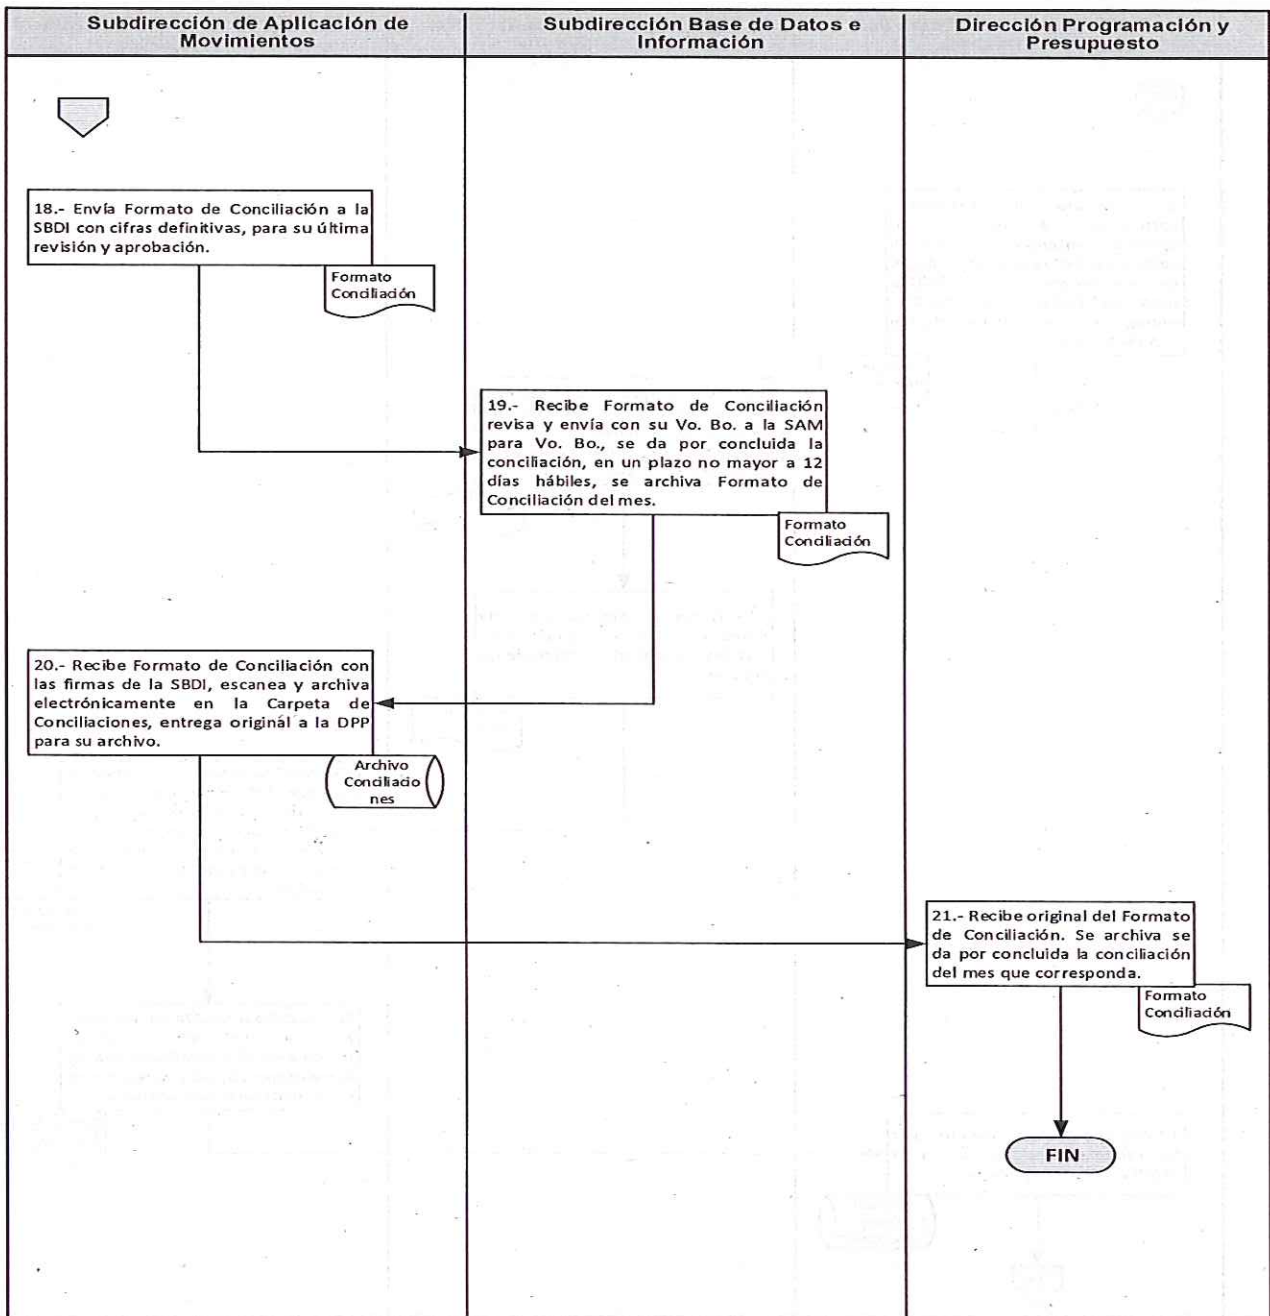 Subdirección de Aplicación de
Movimientos
Subdirección Base de Datos e
Información
Dirección Programación y
Presupuesto
18.- Envía Formato de Conciliación a la
SBDI con cifras definitivas, para su última
revisión y aprobación.
Formato
Conciliación
19.- Recibe Formato de Conciliación
revisa y envía con su Vo. Bo. a la SAM
para Vo. Bo., se da por concluida la
conciliación, en un plazo no mayor a 12
días hábiles, se archiva Formato de
Conciliación del mes.
Formato
Conciliación
20.- Recibe Formato de Conciliación con
las firmas de la SBDI, escanea y archiva
electrónicamente en la Carpeta de
Conciliaciones, entrega original a la DPP
para su archivo.
Archivo
Conciliacio
nes
21.- Recibe original del Formato
de Conciliación. Se archiva se
da por concluida la conciliación
del mes que corresponda.
Formato
Conciliación
FIN